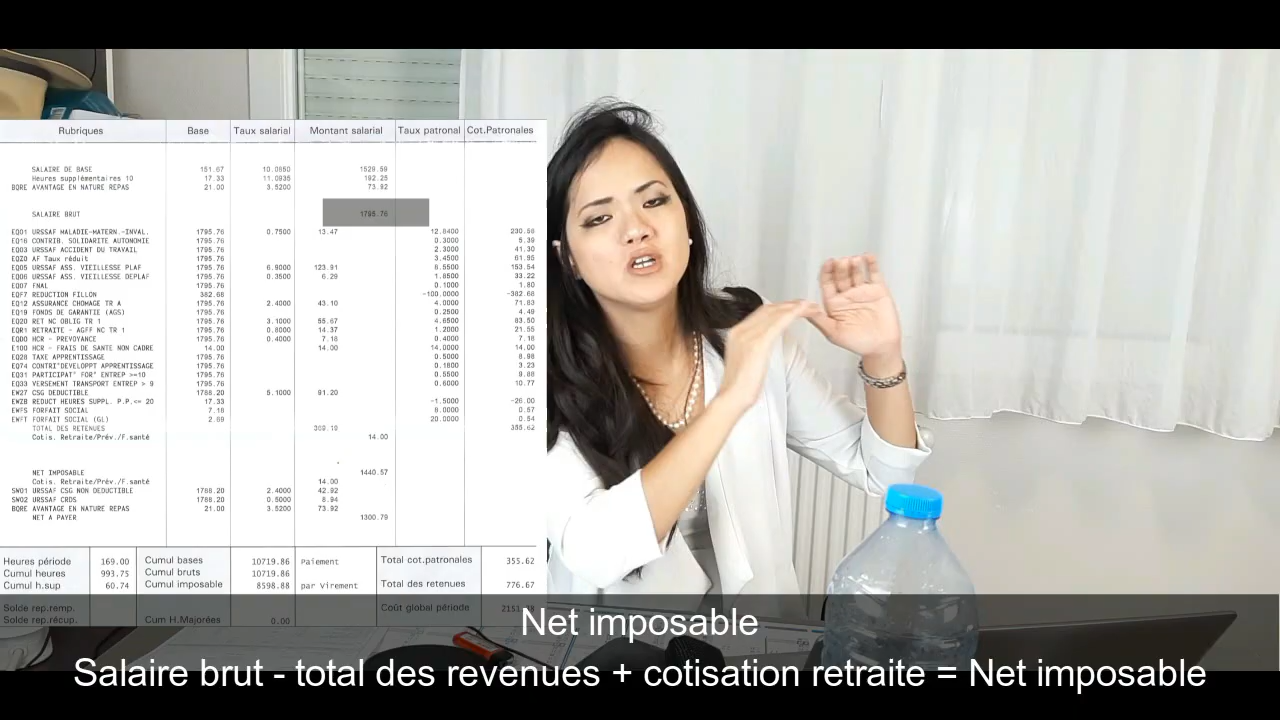 Rubriques Base Taux salarial Montant salarial Taux patronal Cot.Patronales
SALAIRE DE BASE 151.67 10.0850 1529.59
Heures supplémentaires 10 17.33 11.0935 192.25
BQRE AVANTAGE EN NATURE REPAS 21.00 3.5200 73.92
SALAIRE BRUT 1795.76
EQ01 URSSAF MALADIE-MATERN.-INVAL. 1795.76 0.7500 13.47 12.8400 230.58
EQ16 CONTRIB. SOLIDARITE AUTONOMIE 1795.76 0.3000 5.39
EQ03 URSSAF ACCIDENT DU TRAVAIL 1795.76 2.3000 41.30
EQZ0 AF Taux réduit 1795.76 3.4500 61.95
EQ05 URSSAF ASS. VIEILLESSE PLAF 1795.76 6.9000 123.91 8.5500 153.54
EQ06 URSSAF ASS. VIEILLESSE DEPLAF 1795.76 0.3500 6.29 1.8500 33.22
EQ07 FNAL 1795.76 0.1000 1.80
EQF7 REDUCTION FILLON 382.68 -100.0000 -382.68
EQ12 ASSURANCE CHOMAGE TR A 1795.76 2.4000 43.10 4.0000 71.83
EQ19 FONDS DE GARANTIE (AGS) 1795.76 0.2500 4.49
EQ20 RET NC OBLIG TR 1 1795.76 3.1000 55.67 4.6500 83.50
EQR1 RETRAITE - AGFF NC TR 1 1795.76 0.8000 14.37 1.2000 21.55
EQ00 HCR - PREVOYANCE 1795.76 0.4000 7.18 0.4000 7.18
E100 HCR - FRAIS DE SANTE NON CADRE 14.00 14.00 14.0000 14.00
EQ28 TAXE APPRENTISSAGE 1795.76 0.5000 8.98
EQ74 CONTRI°DEVELOPPT APPRENTISSAGE 1795.76 0.1800 3.23
EQ31 PARTICIPAT° FOR° ENTREP >=10 1795.76 0.5500 9.88
EQ33 VERSEMENT TRANSPORT ENTREP > 9 1795.76 0.6000 10.77
EW27 CSG DEDUCTIBLE 1788.20 5.1000 91.20
EWZB REDUCT HEURES SUPPL. P.P.<= 20 17.33 -1.5000 -26.00
EWFS FORFAIT SOCIAL 7.18 8.0000 0.57
EWFT FORFAIT SOCIAL (GL) 2.69 20.0000 0.54
TOTAL DES RETENUES 369.19 355.62
Cotis. Retraite/Prév./F.santé 14.00
NET IMPOSABLE 1440.57
Cotis. Retraite/Prév./F.santé 14.00
SW01 URSSAF CSG NON DEDUCTIBLE 1788.20 2.4000 42.92
SW02 URSSAF CRDS 1788.20 0.5000 8.94
BQRE AVANTAGE EN NATURE REPAS 21.00 3.5200 73.92
NET A PAYER 1300.79
Heures période 169.00 Cumul bases 10719.86 Paiement Total cot.patronales 355.62
Cumul heures 993.75 Cumul bruts 10719.86
Cumul h.sup 60.74 Cumul imposable 8598.88 par Virement Total des retenues 776.67
Solde rep.remp. Coût global période
Solde rep.récup. Cum H.Majorées 0.00
Net imposable
Salaire brut - total des revenues + cotisation retraite = Net imposable